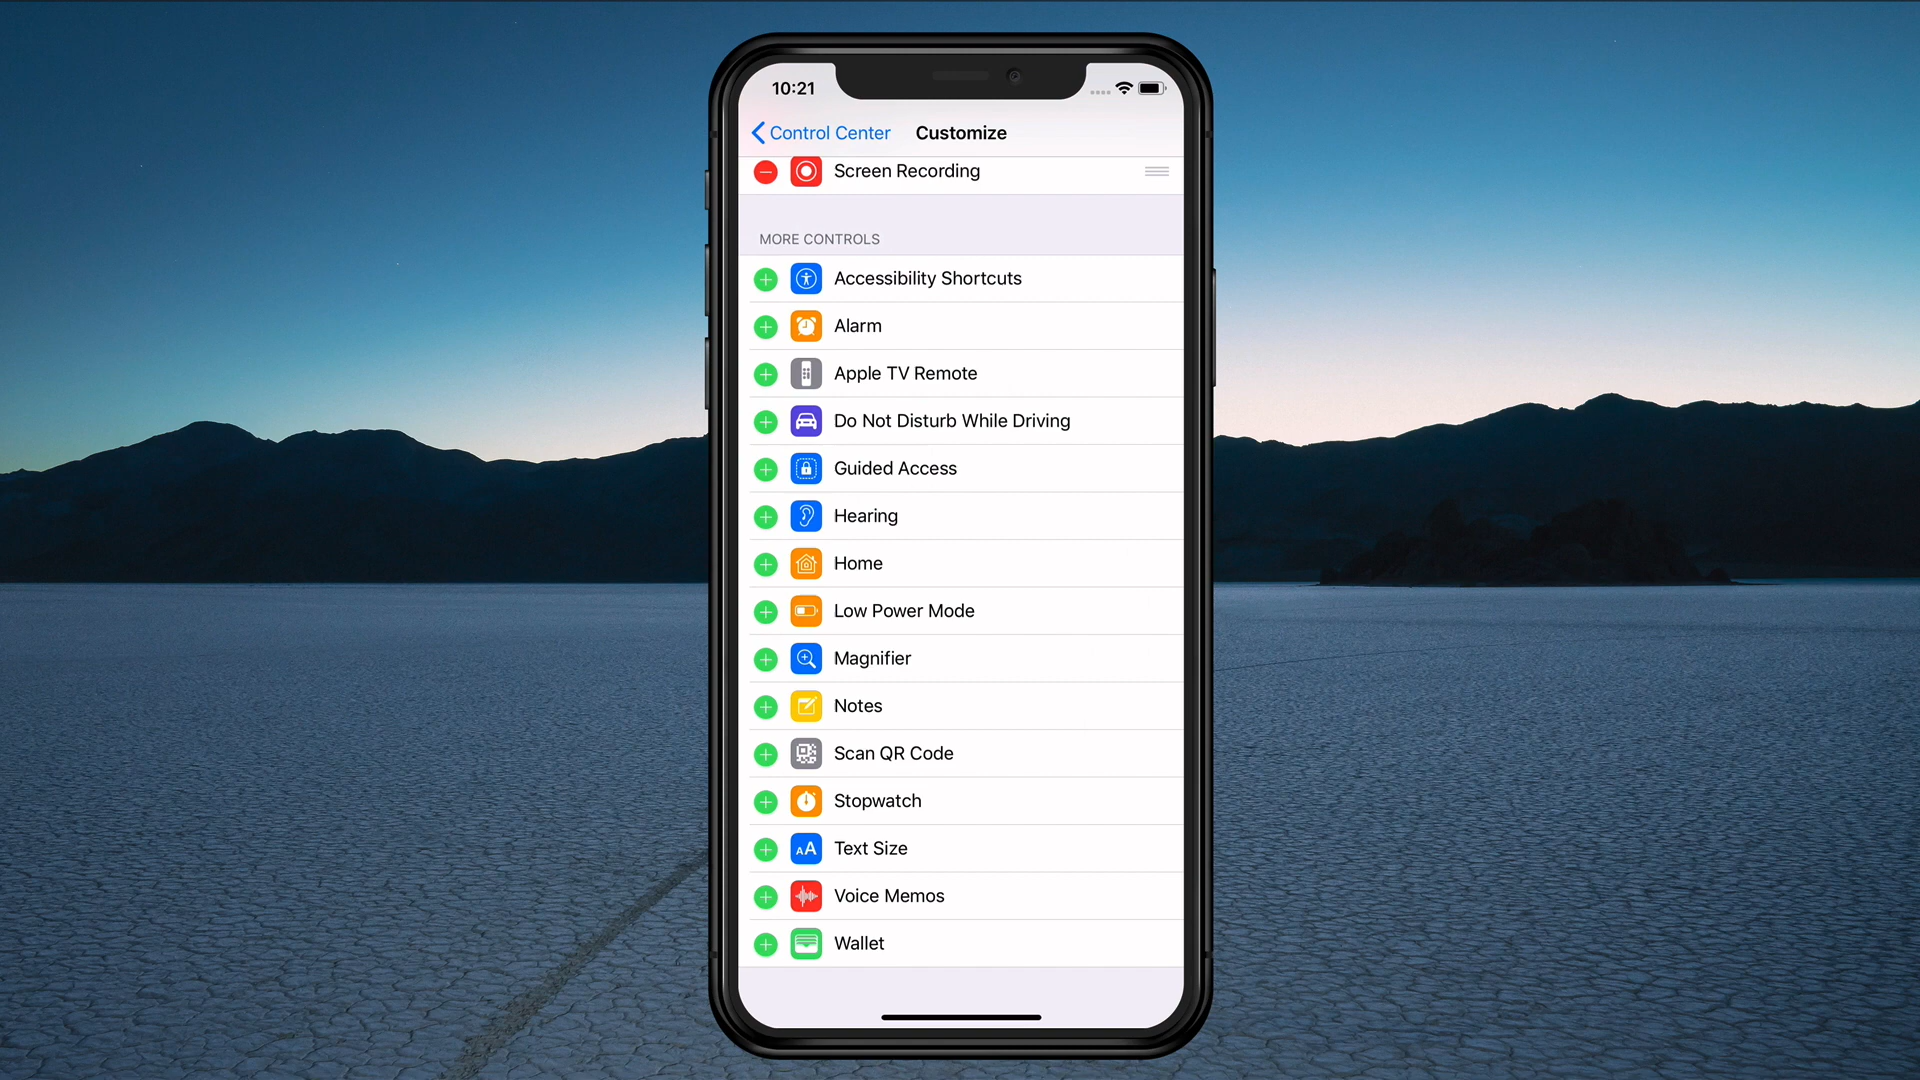 10:21
Control Center Customize
Screen Recording
MORE CONTROLS
Accessibility Shortcuts
Alarm
Apple TV Remote
Do Not Disturb While Driving
Guided Access
Hearing
Home
Low Power Mode
Magnifier
Notes
Scan QR Code
Stopwatch
AA Text Size
Voice Memos
Wallet